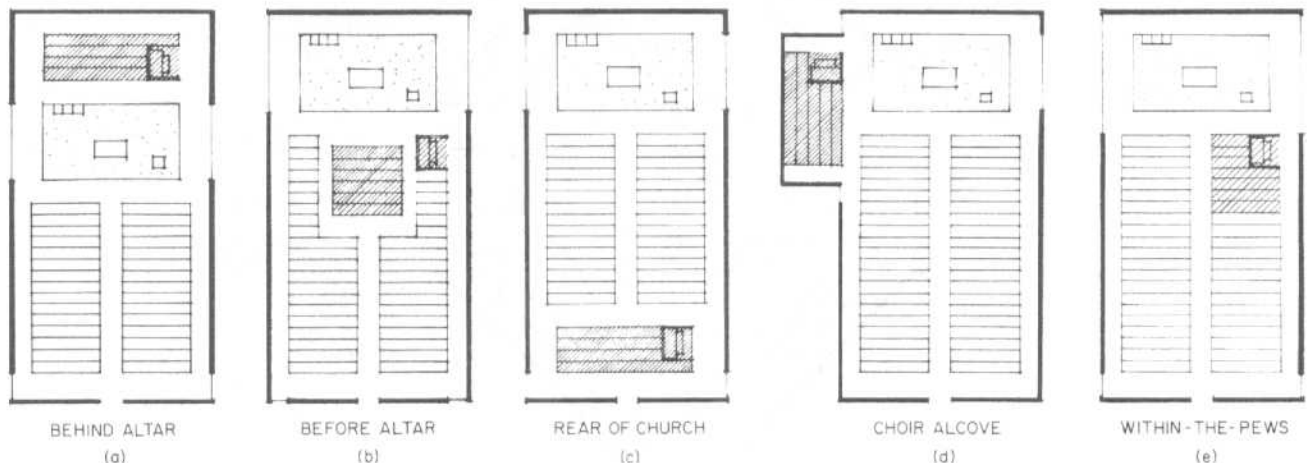 BEHIND ALTAR
(a)
BEFORE ALTAR
(b)
REAR OF CHURCH
(c)
CHOIR ALCOVE
(d)
WITHIN-THE-PEWS
(e)